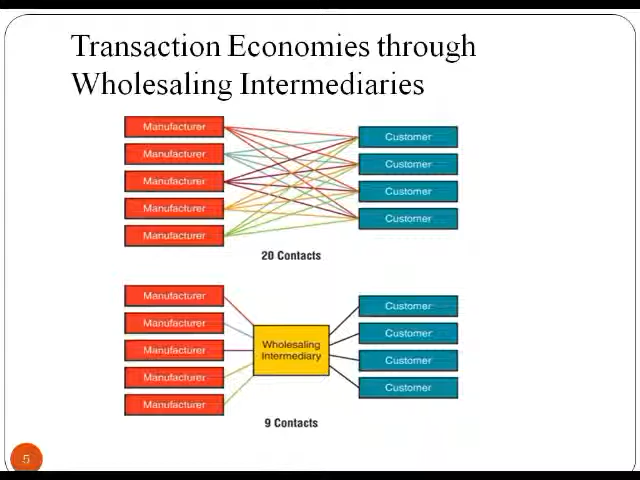 Transaction Economies through
Wholesaling Intermediaries
Manufacturer
Manufacturer
Manufacturer
Manufacturer
Manufacturer
Customer
Customer
Customer
Customer
20 Contacts
Manufacturer
Manufacturer
Manufacturer
Manufacturer
Manufacturer
Wholesaling
Intermediary
Customer
Customer
Customer
Customer
9 Contacts
5